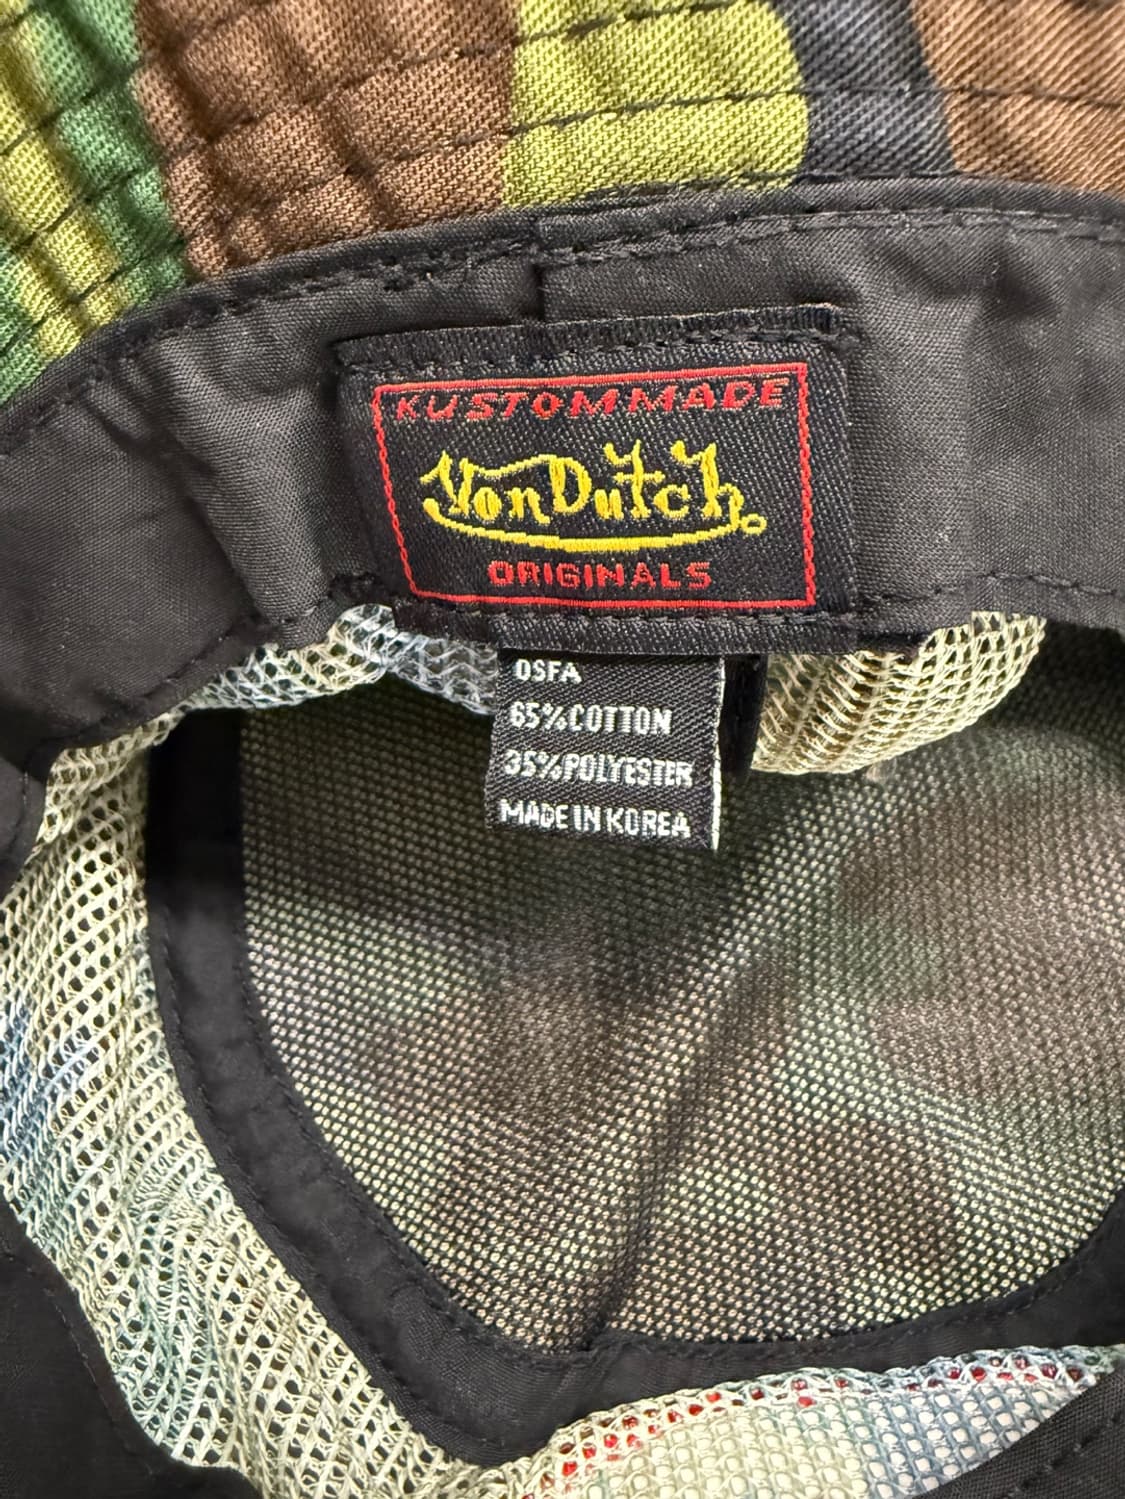 KUSTOMMADE
VonDutch
ORIGINALS
OSFA
65%COTTON
35%POLYESTER
MADE IN KOREA